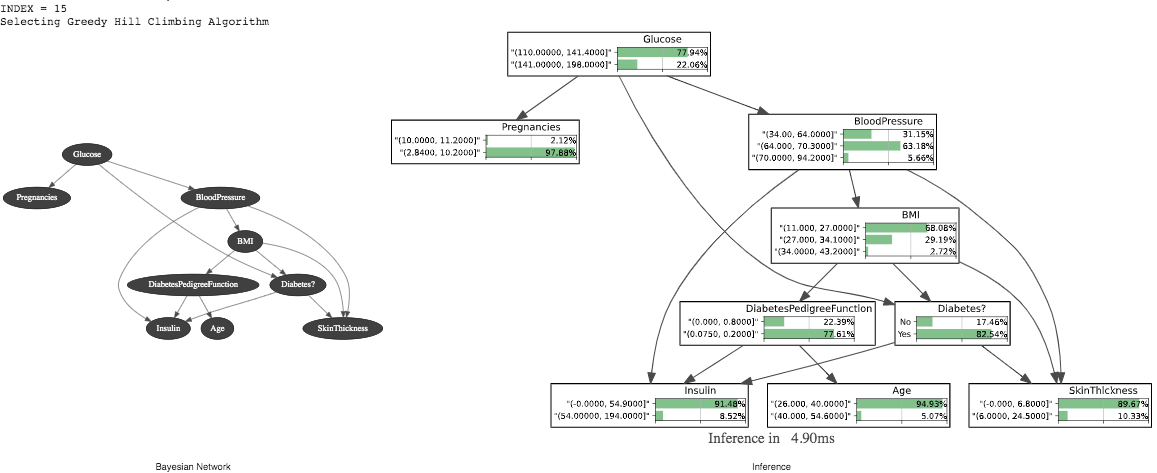 INDEX = 15
Selecting Greedy Hill Climbing Algorithm
Glucose
Pregnancies
BloodPressure
BMI
DiabetesPedigreeFunction
Diabetes?
Insulin
Age
SkinThickness
Bayesian Network
Glucose
"(110.00000, 141.4000]" 77.94%
"(141.00000, 198.0000]" 22.06%
Pregnancies
"(10.0000, 11.2000]" 2.12%
"(2.8400, 10.2000]" 97.88%
BloodPressure
"(34.00, 64.0000]" 31.15%
"(64.000, 70.3000]" 63.18%
"(70.0000, 94.2000]" 5.66%
BMI
"(11.000, 27.0000]" 68.08%
"(27.000, 34.1000]" 29.19%
"(34.0000, 43.2000]" 2.72%
DiabetesPedigreeFunction
"(0.000, 0.8000]" 22.39%
"(0.0750, 0.2000]" 77.61%
Diabetes?
No 17.46%
Yes 82.54%
Insulin
"(-0.0000, 54.9000]" 91.48%
"(54.00000, 194.0000]" 8.52%
Age
"(26.000, 40.0000]" 94.93%
"(40.000, 54.6000]" 5.07%
SkinThickness
"(-0.000, 6.8000]" 89.67%
"(6.0000, 24.5000]" 10.33%
Inference in 4.90ms
Inference